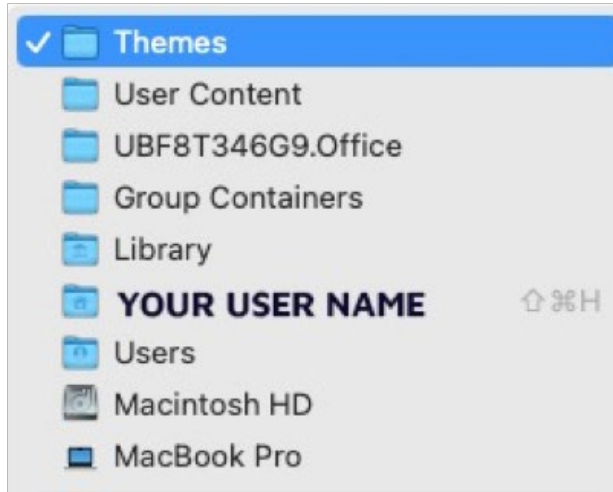 Themes
User Content
UBF8T346G9.Office
Group Containers
Library
YOUR USER NAME ⇧⌘H
Users
Macintosh HD
MacBook Pro